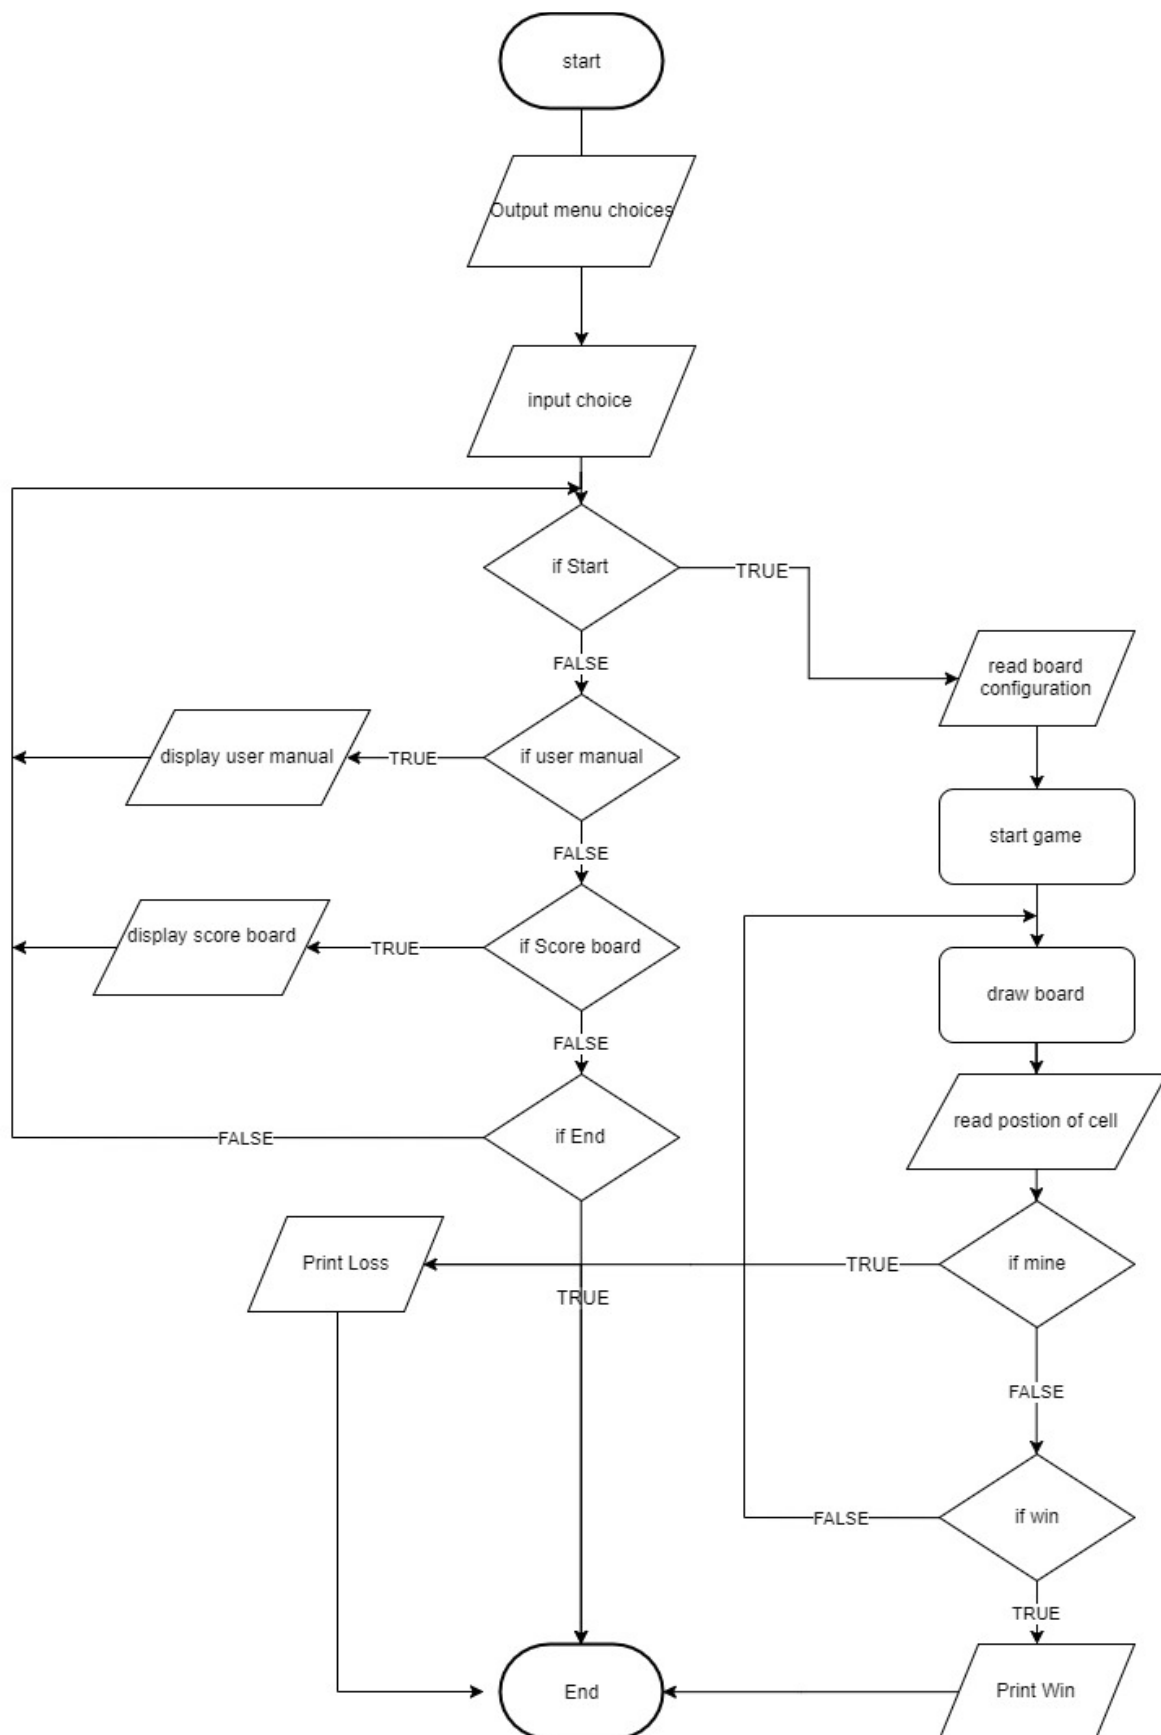 start
Output menu choices
input choice
if Start
TRUE
FALSE
read board
configuration
display user manual
TRUE
if user manual
start game
FALSE
display score board
TRUE
if Score board
draw board
FALSE
read postion of cell
FALSE
if End
Print Loss
TRUE
if mine
TRUE
FALSE
FALSE
if win
TRUE
End
Print Win